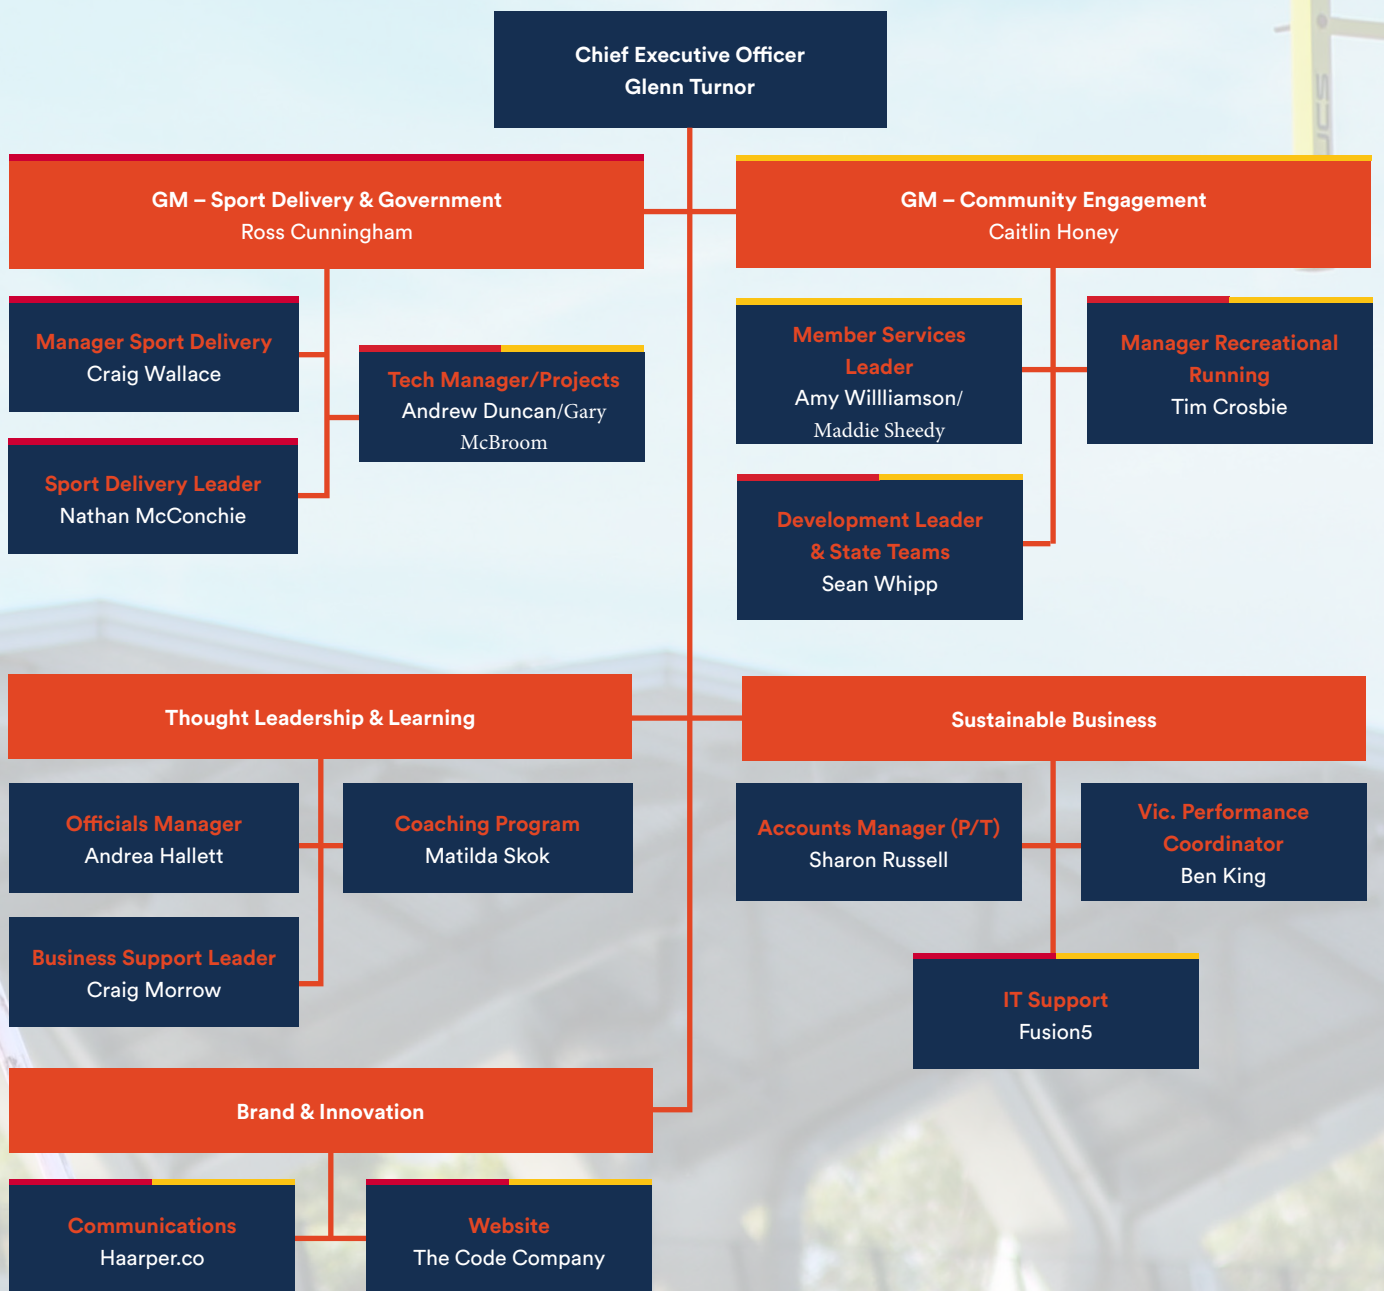 Chief Executive Officer
Glenn Turnor
GM – Sport Delivery & Government
Ross Cunningham
GM – Community Engagement
Caitlin Honey
Manager Sport Delivery
Craig Wallace
Tech Manager/Projects
Andrew Duncan/Gary
McBroom
Sport Delivery Leader
Nathan McConchie
Member Services
Leader
Amy Willliamson/
Maddie Sheedy
Manager Recreational
Running
Tim Crosbie
Development Leader
& State Teams
Sean Whipp
Thought Leadership & Learning
Sustainable Business
Officials Manager
Andrea Hallett
Coaching Program
Matilda Skok
Business Support Leader
Craig Morrow
Accounts Manager (P/T)
Sharon Russell
Vic. Performance
Coordinator
Ben King
IT Support
Fusion5
Brand & Innovation
Communications
Haarper.co
Website
The Code Company